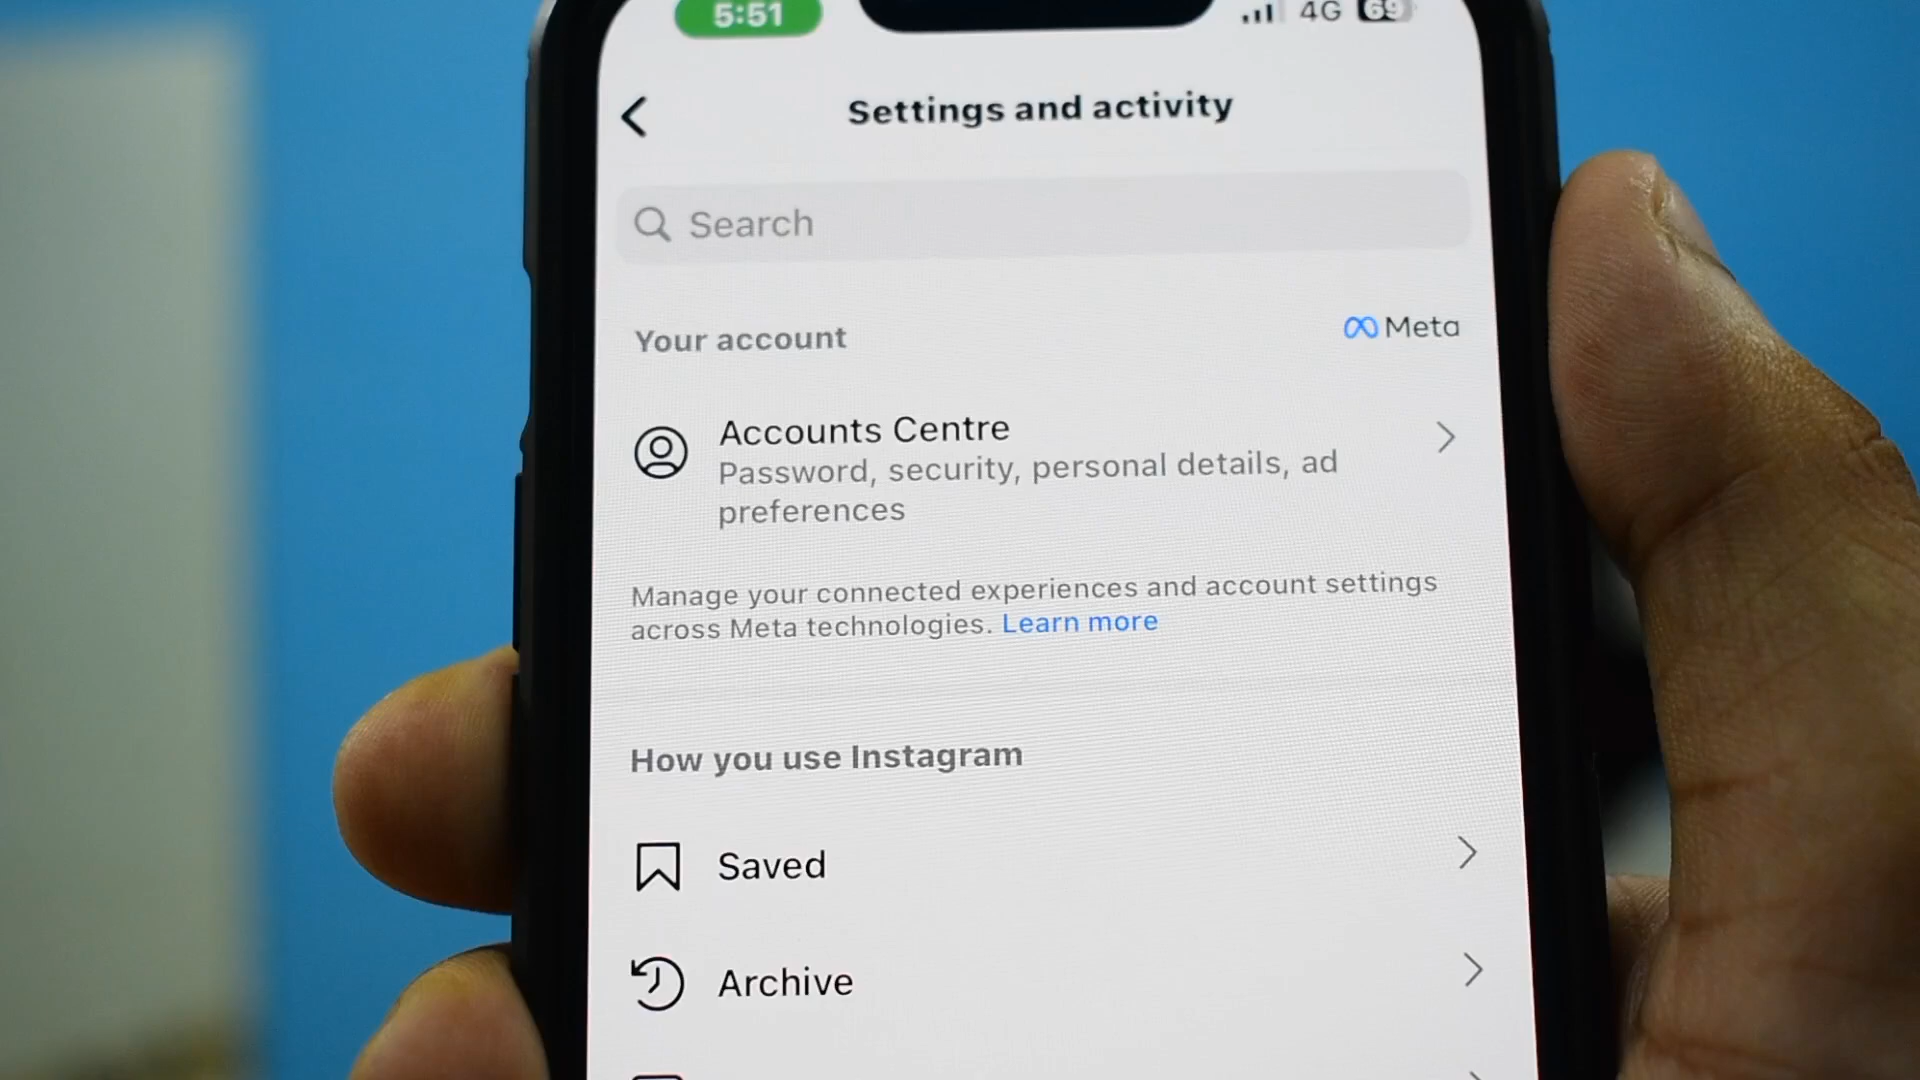 5:51
4G 69
Settings and activity
Search
Your account
Meta
Accounts Centre
Password, security, personal details, ad
preferences
Manage your connected experiences and account settings
across Meta technologies. Learn more
How you use Instagram
Saved
Archive